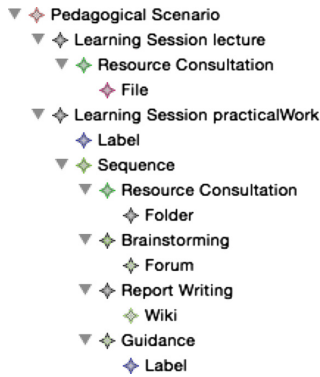 Pedagogical Scenario
Learning Session lecture
Resource Consultation
File
Learning Session practicalWork
Label
Sequence
Resource Consultation
Folder
Brainstorming
Forum
Report Writing
Wiki
Guidance
Label